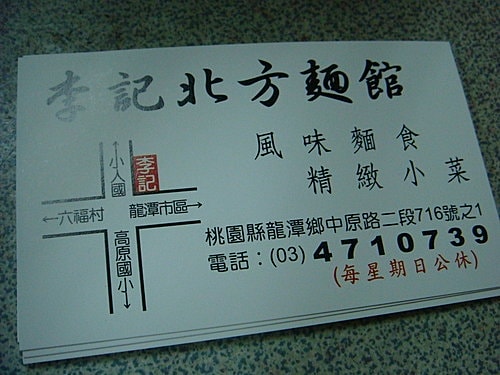 李記北方麵館
風味麵食
精緻小菜
←小人國
李記
←六福村
龍潭市區→
高原國小→
桃園縣龍潭鄉中原路二段716號之1
電話：(03) 4710739
(每星期日公休)